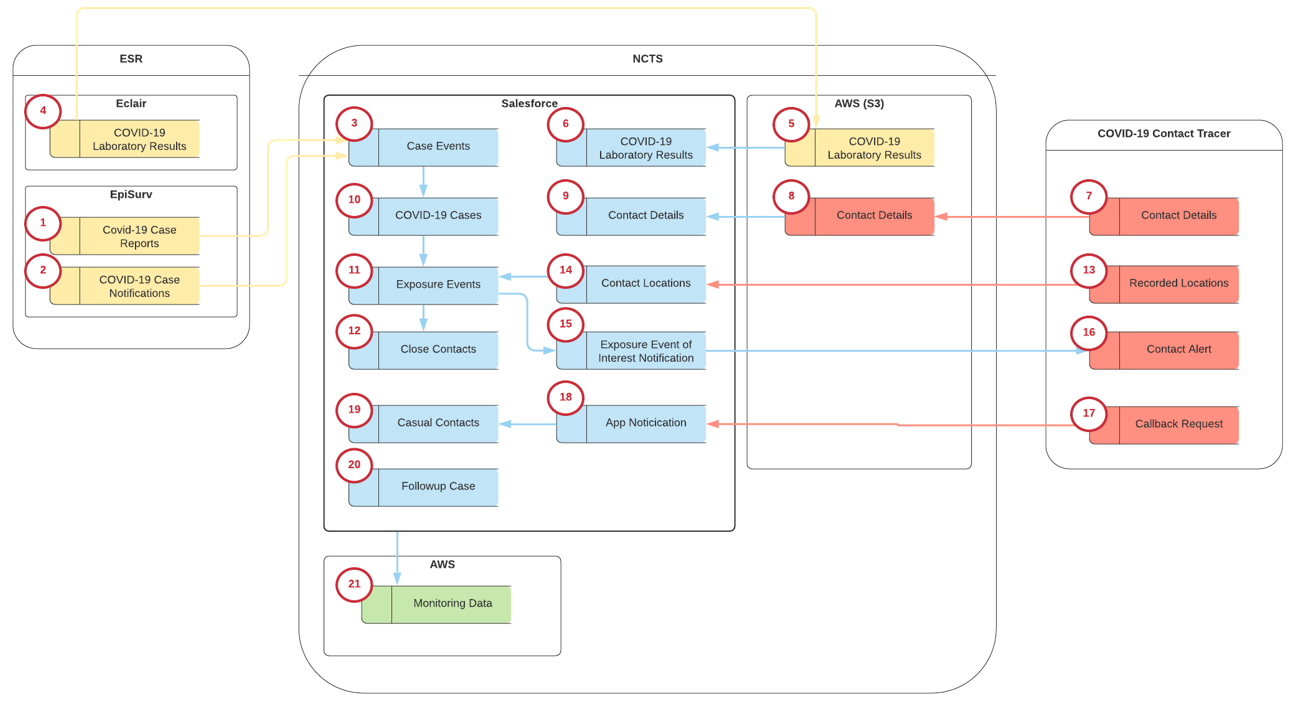 ESR
Eclair
4
COVID-19
Laboratory Results
EpiSurv
1
Covid-19 Case
Reports
2
COVID-19 Case
Notifications
NCTS
Salesforce
3
Case Events
6
COVID-19
Laboratory Results
10
COVID-19 Cases
9
Contact Details
11
Exposure Events
14
Contact Locations
12
Close Contacts
15
Exposure Event of
Interest Notification
19
Casual Contacts
18
App Noticication
20
Followup Case
AWS (S3)
5
COVID-19
Laboratory Results
8
Contact Details
AWS
21
Monitoring Data
COVID-19 Contact Tracer
7
Contact Details
13
Recorded Locations
16
Contact Alert
17
Callback Request